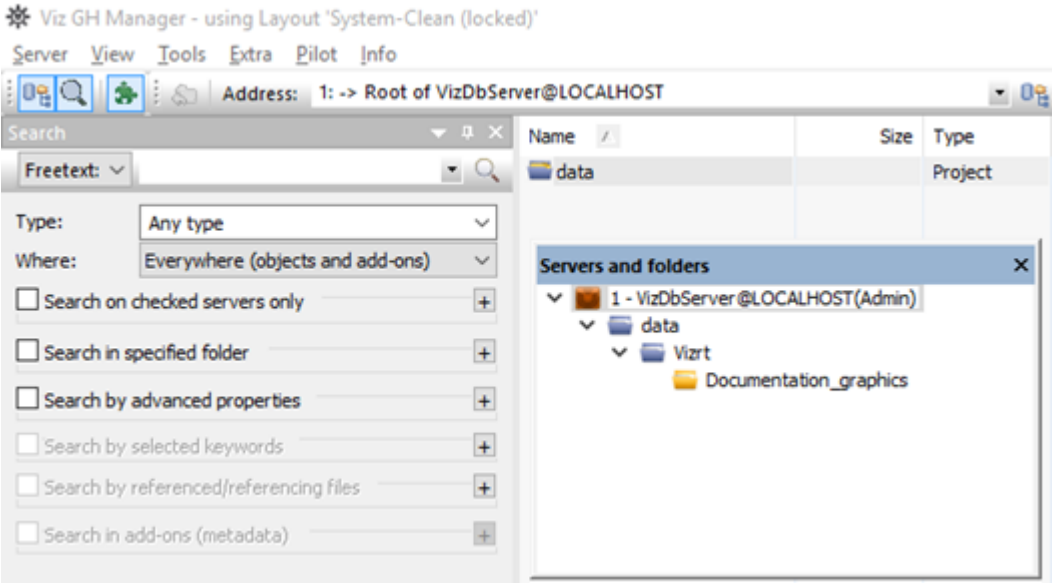 Viz GH Manager - using Layout 'System-Clean (locked)'
Server View Tools Extra Pilot Info
Address: 1: -> Root of VizDbServer@LOCALHOST
Search
Freetext:
Type: Any type
Where: Everywhere (objects and add-ons)
Search on checked servers only
Search in specified folder
Search by advanced properties
Search by selected keywords
Search by referenced/referencing files
Search in add-ons (metadata)
Name Size Type
data Project
Servers and folders
1 - VizDbServer@LOCALHOST(Admin)
data
Vizrt
Documentation_graphics